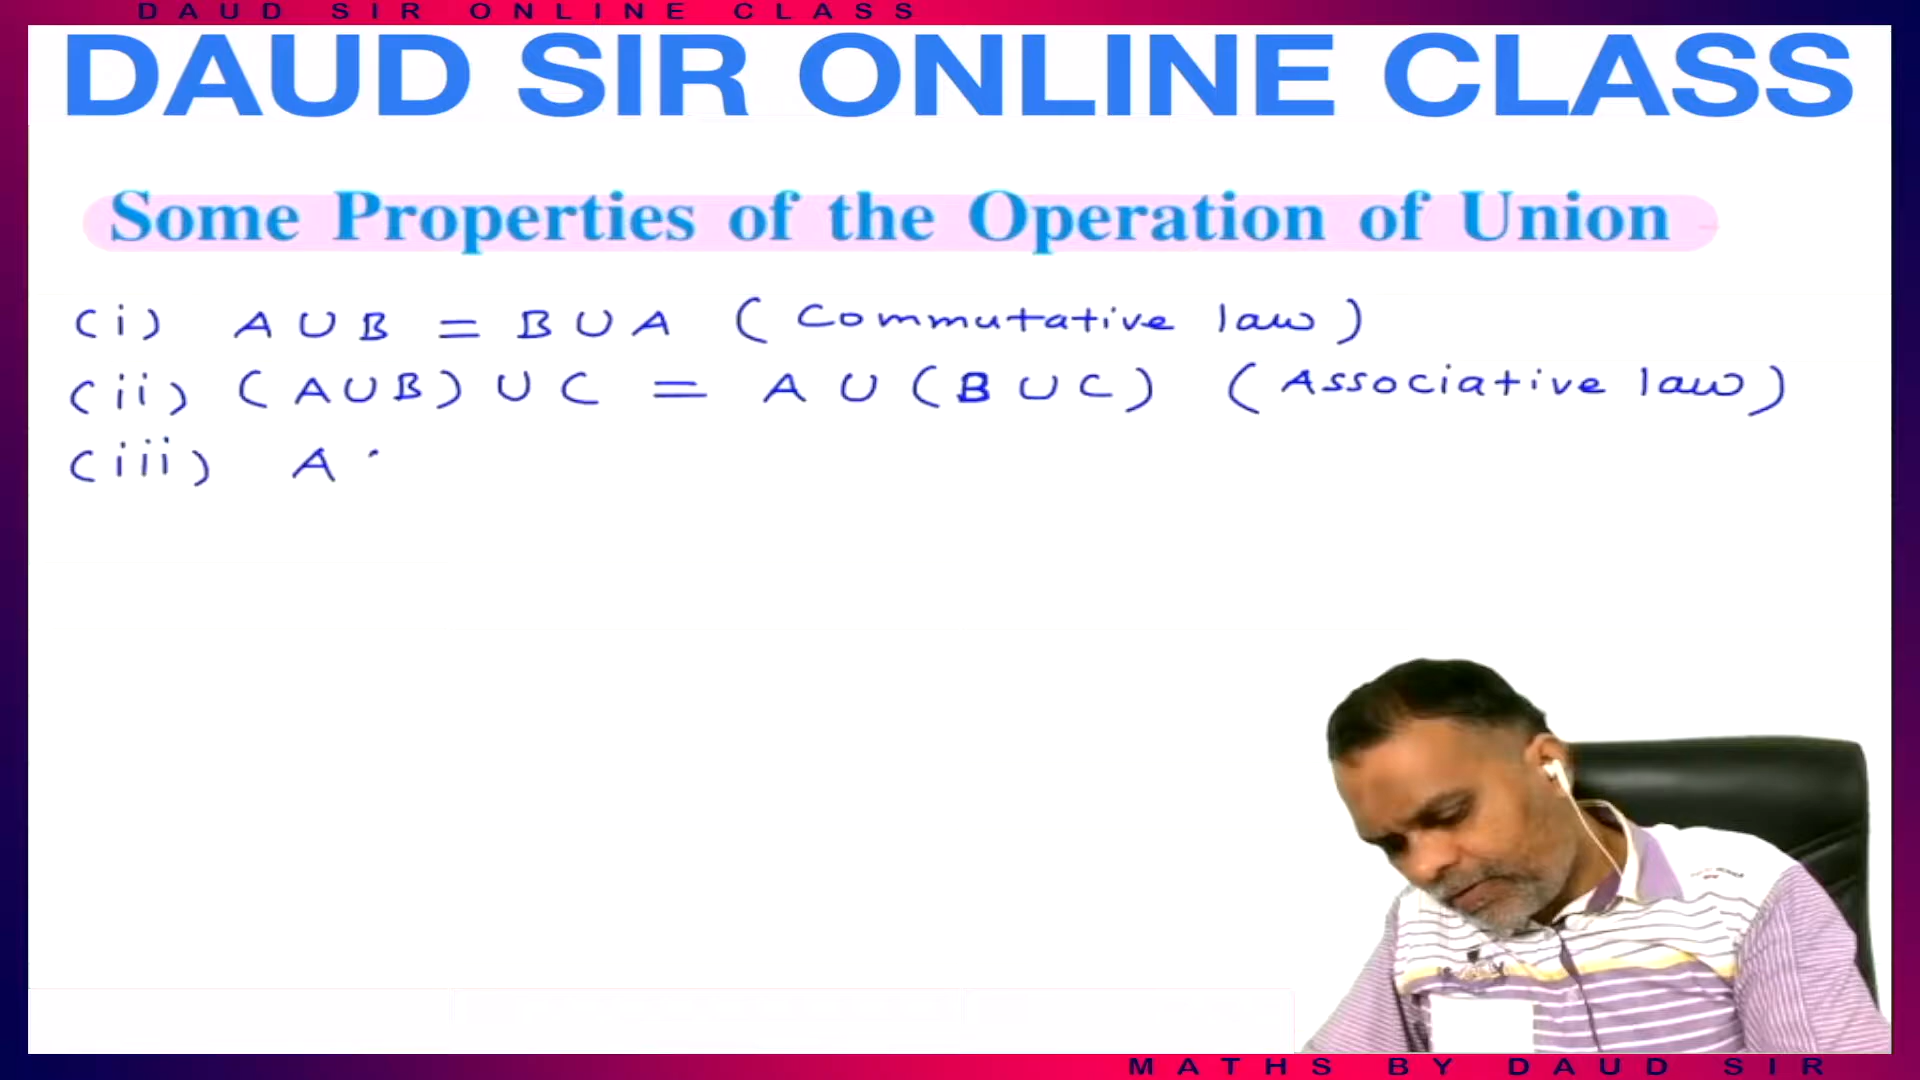 DAUD SIR ONLINE CLASS
DAUD SIR ONLINE CLASS
Some Properties of the Operation of Union
(i) A ∪ B = B ∪ A (Commutative law)
(ii) (A ∪ B) ∪ C = A ∪ (B ∪ C) (Associative law)
(iii) A
MATHS BY DAUD SIR